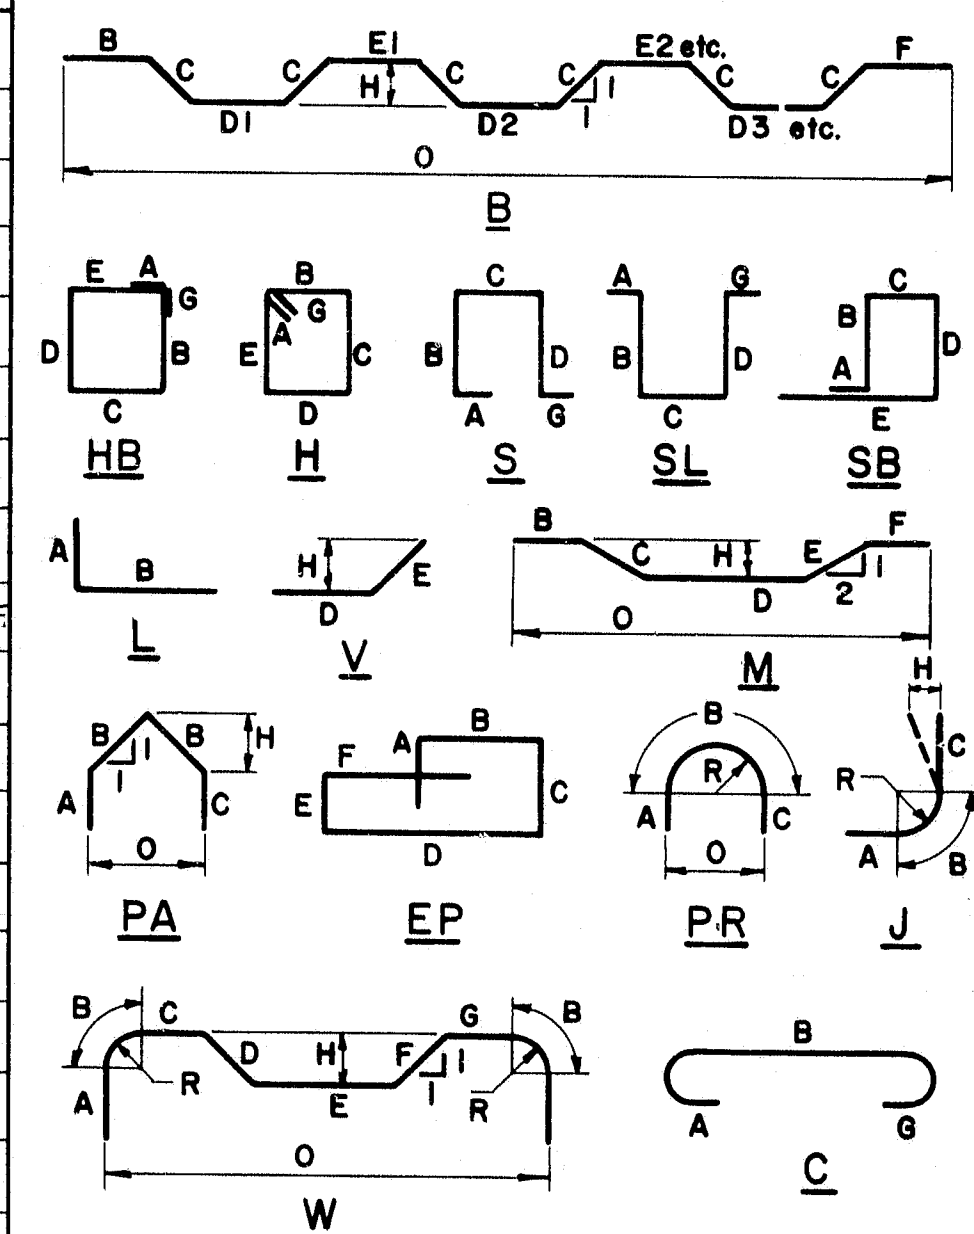 B C C E1 C C E2 etc. C C F
H 1
D1 D2 1 D3 etc.
O
B
E A G D B C
HB
B G A E C D
H
C B D A G
S
A G B D C
SL
C B D A E
SB
A B
L
H E D
V
B F C H E 1 D 2 O
M
B B H 1 1 A C O
PA
B A F E C D
EP
B R A C O
PR
H C R A B
J
B C G B D H F 1 R 1 R A E O
W
B A G
C